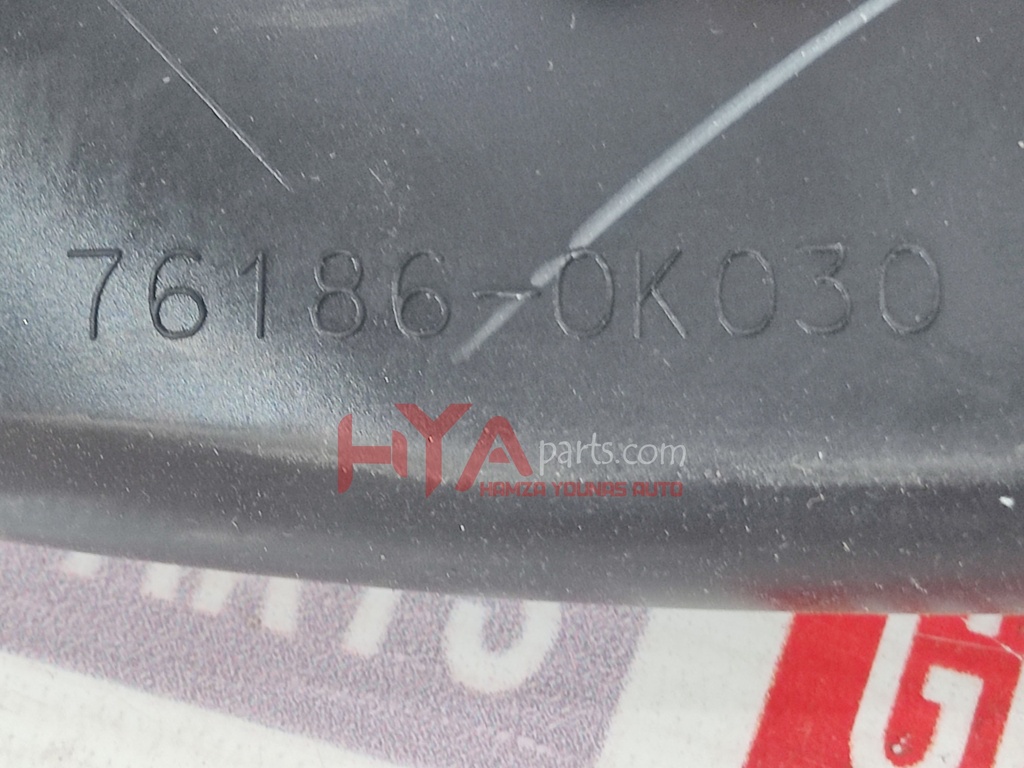 76186-0K030
HYAparts.com
HAMZA YOUNAS AUTO
G